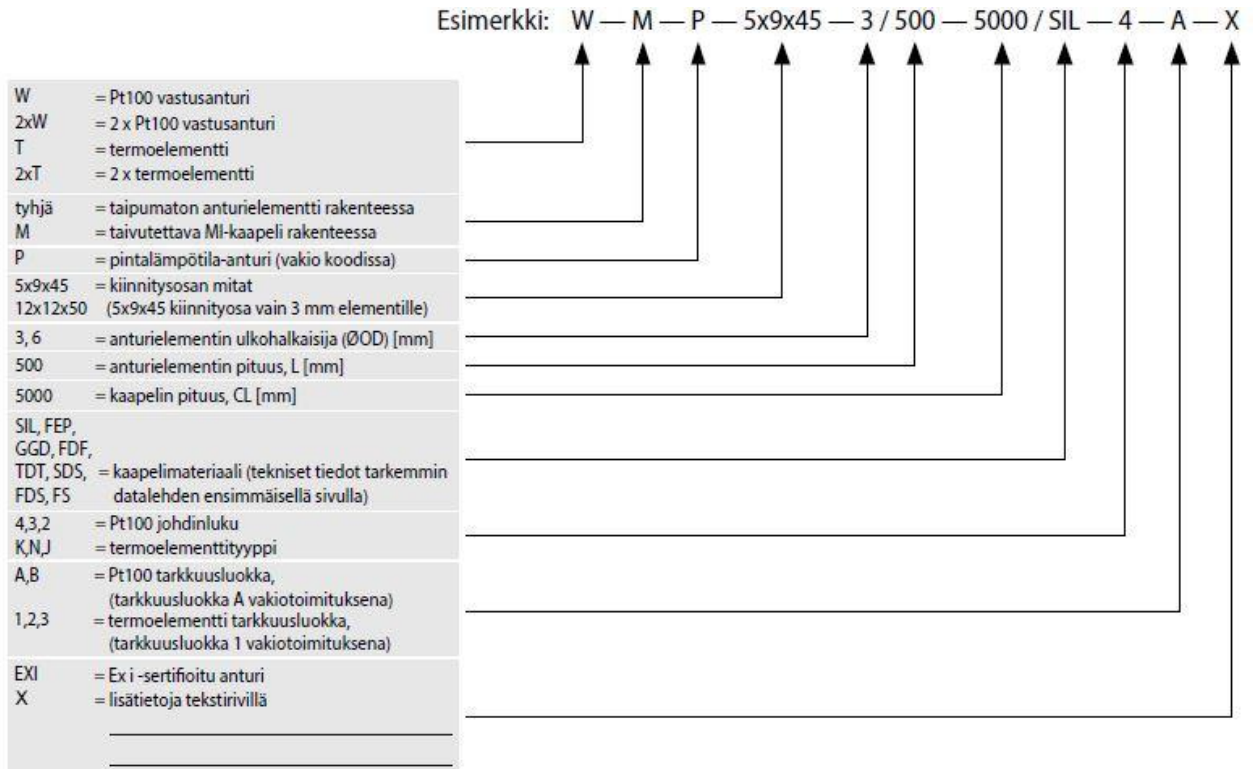 Esimerkki: W — M — P — 5x9x45 — 3 / 500 — 5000 / SIL — 4 — A — X
W = Pt100 vastusanturi
2xW = 2 x Pt100 vastusanturi
T = termoelementti
2xT = 2 x termoelementti
tyhjä = taipumaton anturielementti rakenteessa
M = taivutettava MI-kaapeli rakenteessa
P = pintalämpötila-anturi (vakio koodissa)
5x9x45 = kiinnitysosan mitat
12x12x50 (5x9x45 kiinnityosa vain 3 mm elementille)
3, 6 = anturielementin ulkohalkaisija (ØOD) [mm]
500 = anturielementin pituus, L [mm]
5000 = kaapelin pituus, CL [mm]
SIL, FEP,
GGD, FDF,
TDT, SDS, = kaapelimateriaali (tekniset tiedot tarkemmin
FDS, FS datalehden ensimmäisellä sivulla)
4,3,2 = Pt100 johdinluku
K,N,J = termoelementtityyppi
A,B = Pt100 tarkkuusluokka,
(tarkkuusluokka A vakiotoimituksena)
1,2,3 = termoelementti tarkkuusluokka,
(tarkkuusluokka 1 vakiotoimituksena)
EXI = Ex i -sertifioitu anturi
X = lisätietoja tekstirivillä